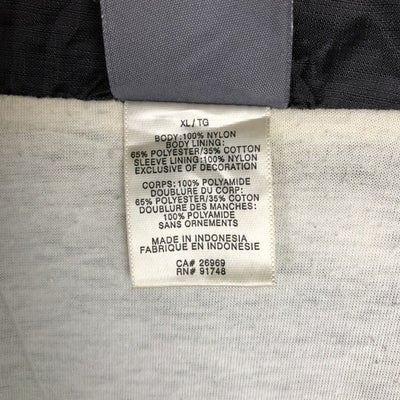 XL / TG
BODY: 100% NYLON
BODY LINING:
65% POLYESTER/35% COTTON
SLEEVE LINING: 100% NYLON
EXCLUSIVE OF DECORATION
CORPS: 100% POLYAMIDE
DOUBLURE DU CORP:
65% POLYESTER/35% COTON
DOUBLURE DES MANCHES:
100% POLYAMIDE
SANS ORNEMENT
MADE IN INDONESIA
FABRIQUE EN INDONESIE
CA# 26969
RN# 91748